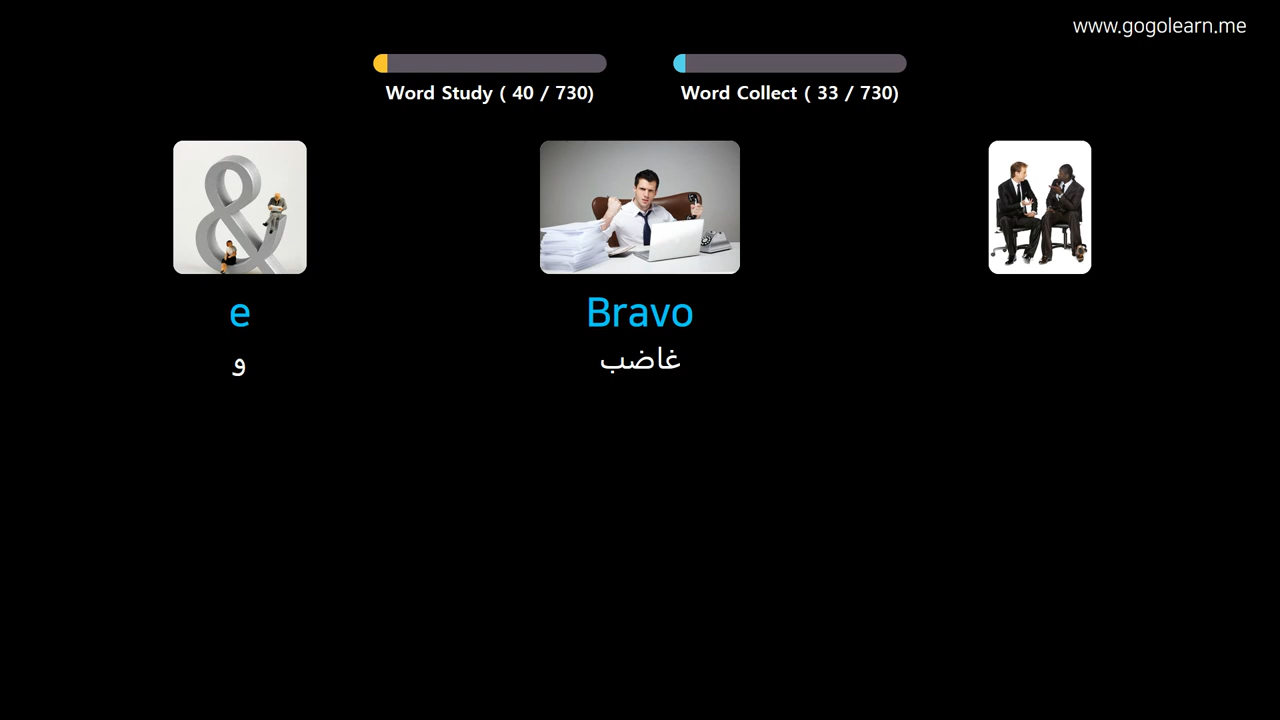 www.gogolearn.me
Word Study ( 40 / 730)
Word Collect ( 33 / 730)
e
و
Bravo
غاضب